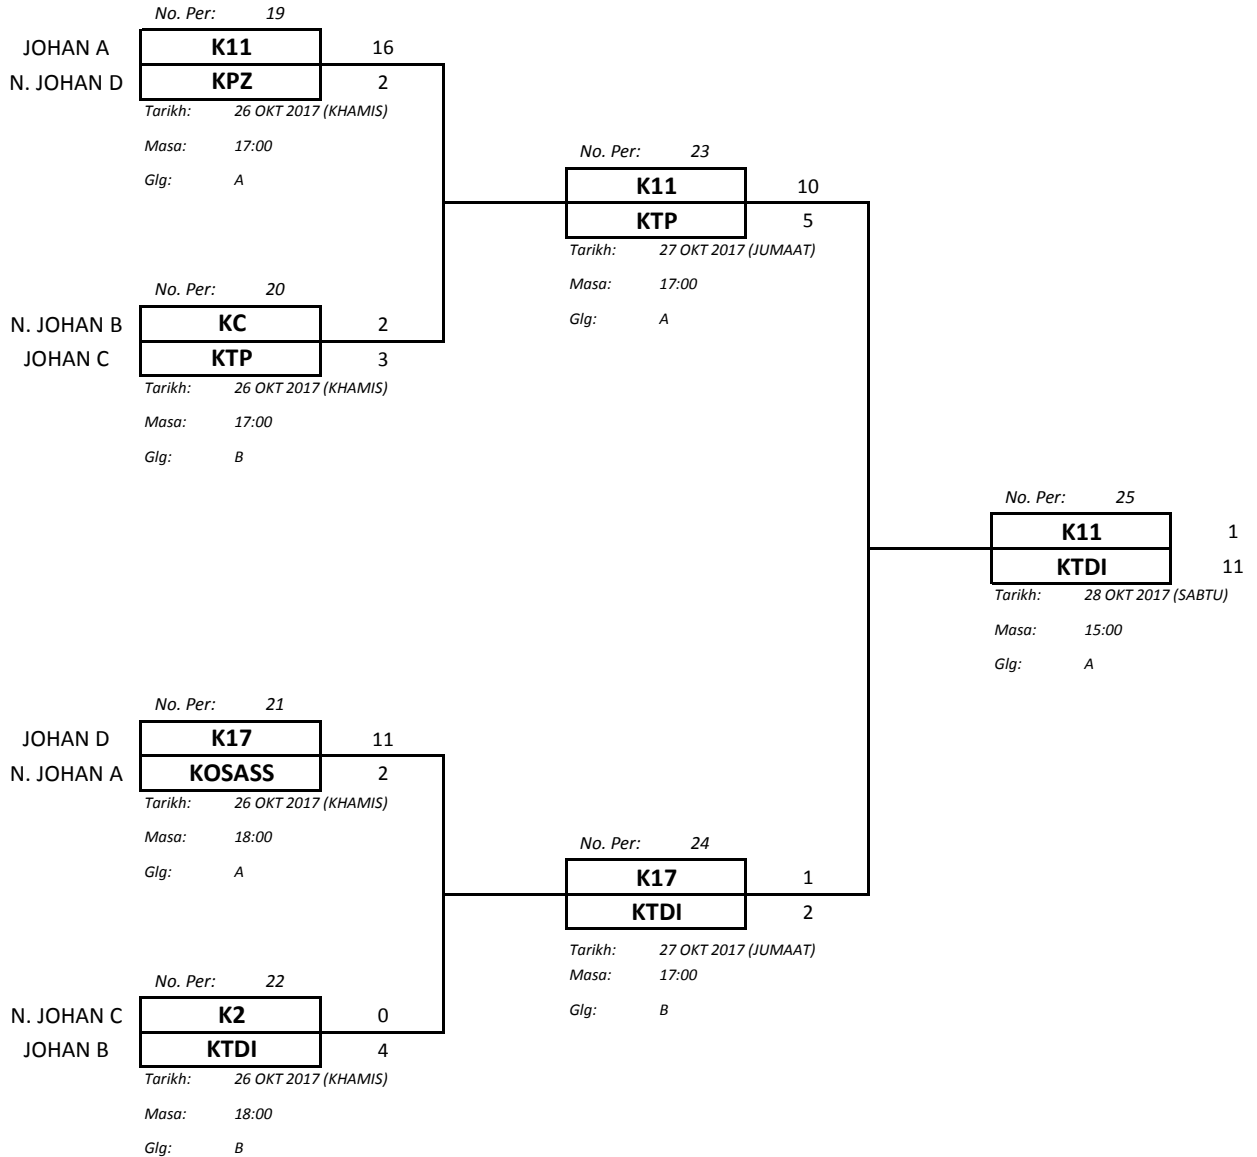 No. Per: 19
JOHAN A K11 16
N. JOHAN D KPZ 2
Tarikh: 26 OKT 2017 (KHAMIS)
Masa: 17:00
Glg: A
No. Per: 23
K11 10
KTP 5
Tarikh: 27 OKT 2017 (JUMAAT)
Masa: 17:00
Glg: A
No. Per: 20
N. JOHAN B KC 2
JOHAN C KTP 3
Tarikh: 26 OKT 2017 (KHAMIS)
Masa: 17:00
Glg: B
No. Per: 25
K11 1
KTDI 11
Tarikh: 28 OKT 2017 (SABTU)
Masa: 15:00
Glg: A
No. Per: 21
JOHAN D K17 11
N. JOHAN A KOSASS 2
Tarikh: 26 OKT 2017 (KHAMIS)
Masa: 18:00
Glg: A
No. Per: 24
K17 1
KTDI 2
Tarikh: 27 OKT 2017 (JUMAAT)
Masa: 17:00
Glg: B
No. Per: 22
N. JOHAN C K2 0
JOHAN B KTDI 4
Tarikh: 26 OKT 2017 (KHAMIS)
Masa: 18:00
Glg: B